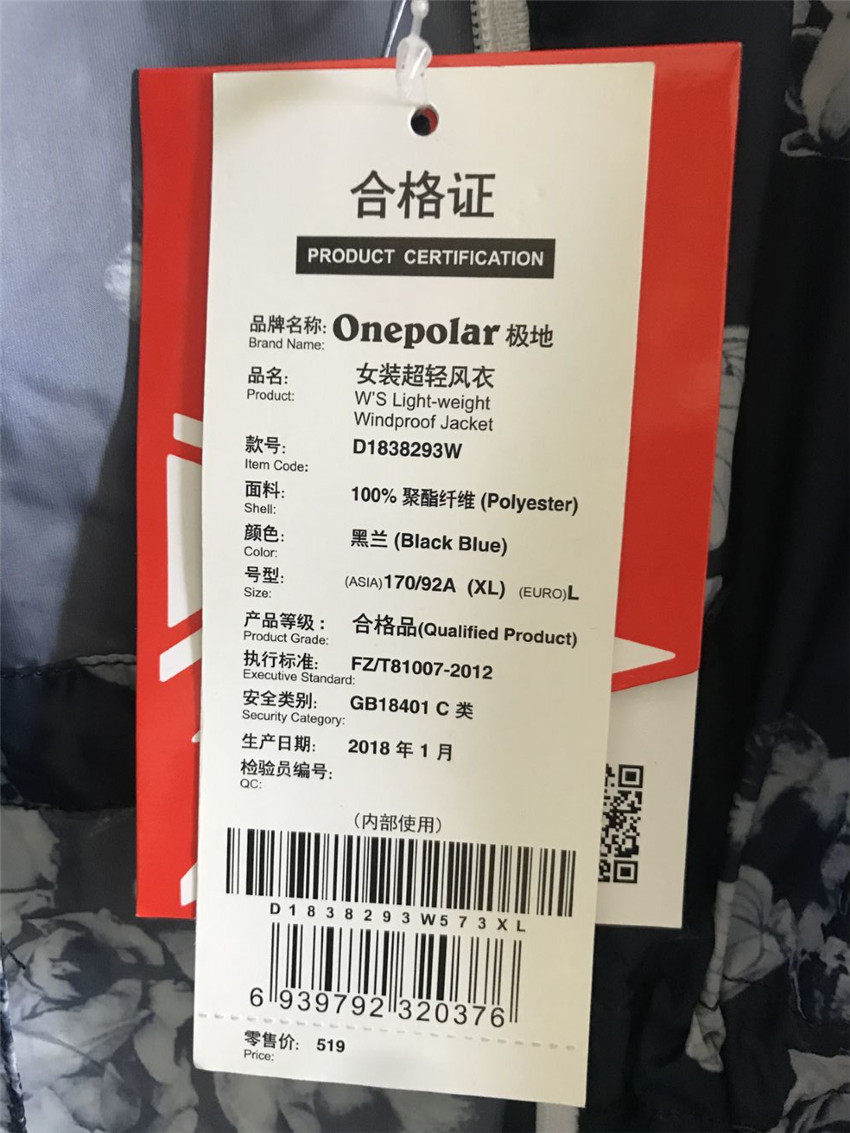 合格证
PRODUCT CERTIFICATION
品牌名称: Onepolar 极地
Brand Name:
品名: 女装超轻风衣
Product: W'S Light-weight
Windproof Jacket
款号: D1838293W
Item Code:
面料: 100% 聚酯纤维 (Polyester)
Shell:
颜色: 黑兰 (Black Blue)
Color:
号型: (ASIA)170/92A (XL) (EURO)L
Size:
产品等级: 合格品(Qualified Product)
Product Grade:
执行标准: FZ/T81007-2012
Executive Standard:
安全类别: GB18401 C 类
Security Category:
生产日期: 2018 年 1 月
检验员编号:
QC:
(内部使用)
D1838293W573XL
6 939792 320376
零售价: 519
Price: